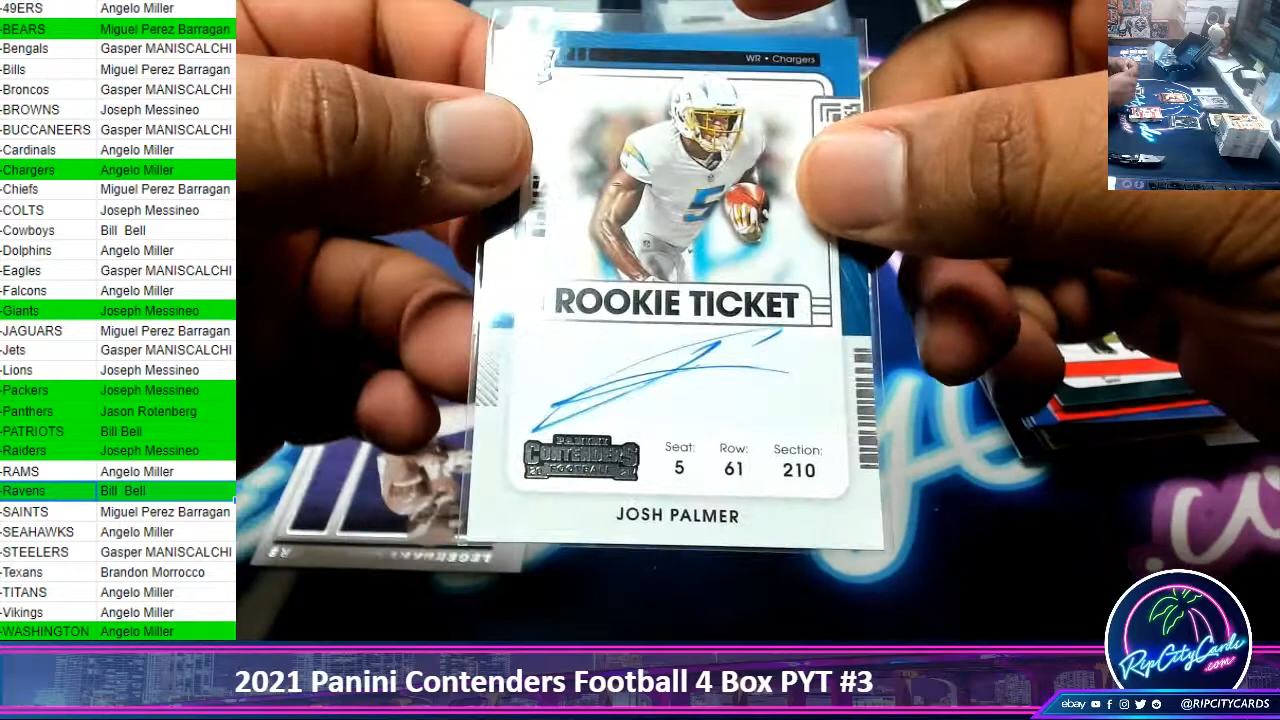 -49ERS Angelo Miller
-BEARS Miguel Perez Barragan
-Bengals Gasper MANISCALCHI
-Bills Miguel Perez Barragan
-Broncos Gasper MANISCALCHI
-BROWNS Joseph Messineo
-BUCCANEERS Gasper MANISCALCHI
-Cardinals Angelo Miller
-Chargers Angelo Miller
-Chiefs Miguel Perez Barragan
-COLTS Joseph Messineo
-Cowboys Bill Bell
-Dolphins Angelo Miller
-Eagles Gasper MANISCALCHI
-Falcons Angelo Miller
-Giants Joseph Messineo
-JAGUARS Miguel Perez Barragan
-Jets Gasper MANISCALCHI
-Lions Joseph Messineo
-Packers Joseph Messineo
-Panthers Jason Rotenberg
-PATRIOTS Bill Bell
-Raiders Joseph Messineo
-RAMS Angelo Miller
-Ravens Bill Bell
-SAINTS Miguel Perez Barragan
-SEAHAWKS Angelo Miller
-STEELERS Gasper MANISCALCHI
-Texans Brandon Morrocco
-TITANS Angelo Miller
-Vikings Angelo Miller
-WASHINGTON Angelo Miller
WR • Chargers
5
ROOKIE TICKET
PANINI
CONTENDERS
FOOTBALL
Seat: Row: Section:
5 61 210
JOSH PALMER
RipCityCards
.com
2021 Panini Contenders Football 4 Box PYT #3
ebay @RIPCITYCARDS